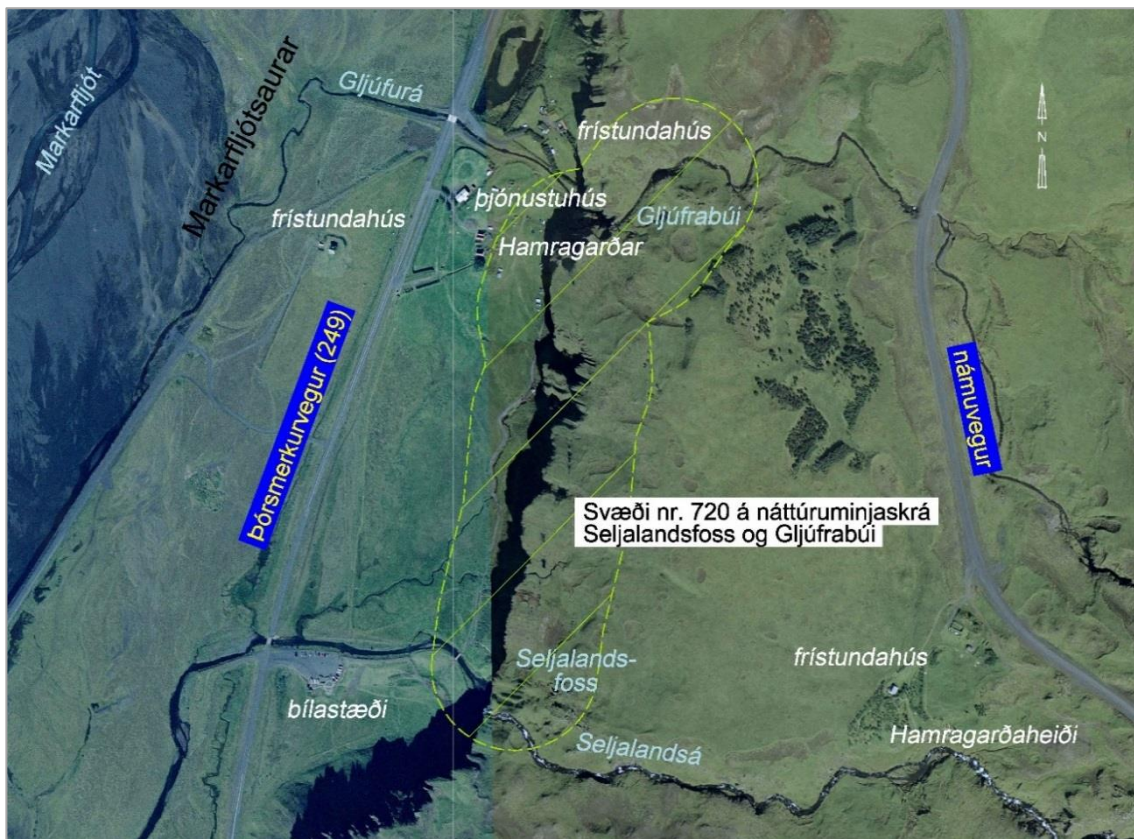 Markarfljót
Markarfljótsaurar
Gljúfurá
frístundahús
N
frístundahús
þjónustuhús
Gljúfrabúi
Hamragarðar
Þórsmerkurvegur (249)
námuvegur
Svæði nr. 720 á náttúruminjaskrá
Seljalandsfoss og Gljúfrabúi
Seljalands-
foss
frístundahús
bílastæði
Seljalandsá
Hamragarðaheiði